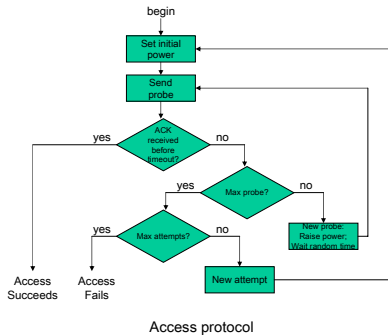 begin
Set initial
power
Send
probe
ACK
received
before
timeout?
yes
no
Max probe?
yes
no
New probe:
Raise power;
Wait random time
Max attempts?
yes
no
Access
Succeeds
Access
Fails
New attempt
Access protocol